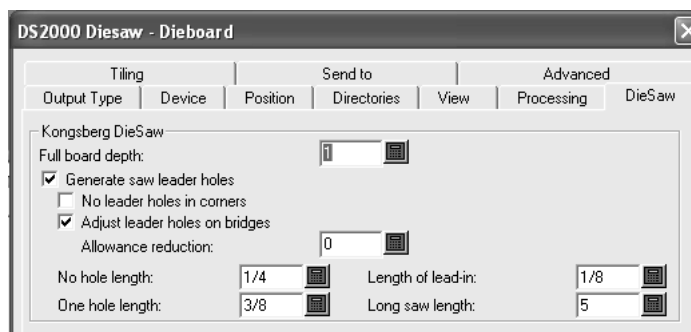 DS2000 Diesaw - Dieboard
Tiling Send to Advanced
Output Type Device Position Directories View Processing DieSaw
Kongsberg DieSaw
Full board depth: 1
Generate saw leader holes
No leader holes in corners
Adjust leader holes on bridges
Allowance reduction: 0
No hole length: 1/4 Length of lead-in: 1/8
One hole length: 3/8 Long saw length: 5